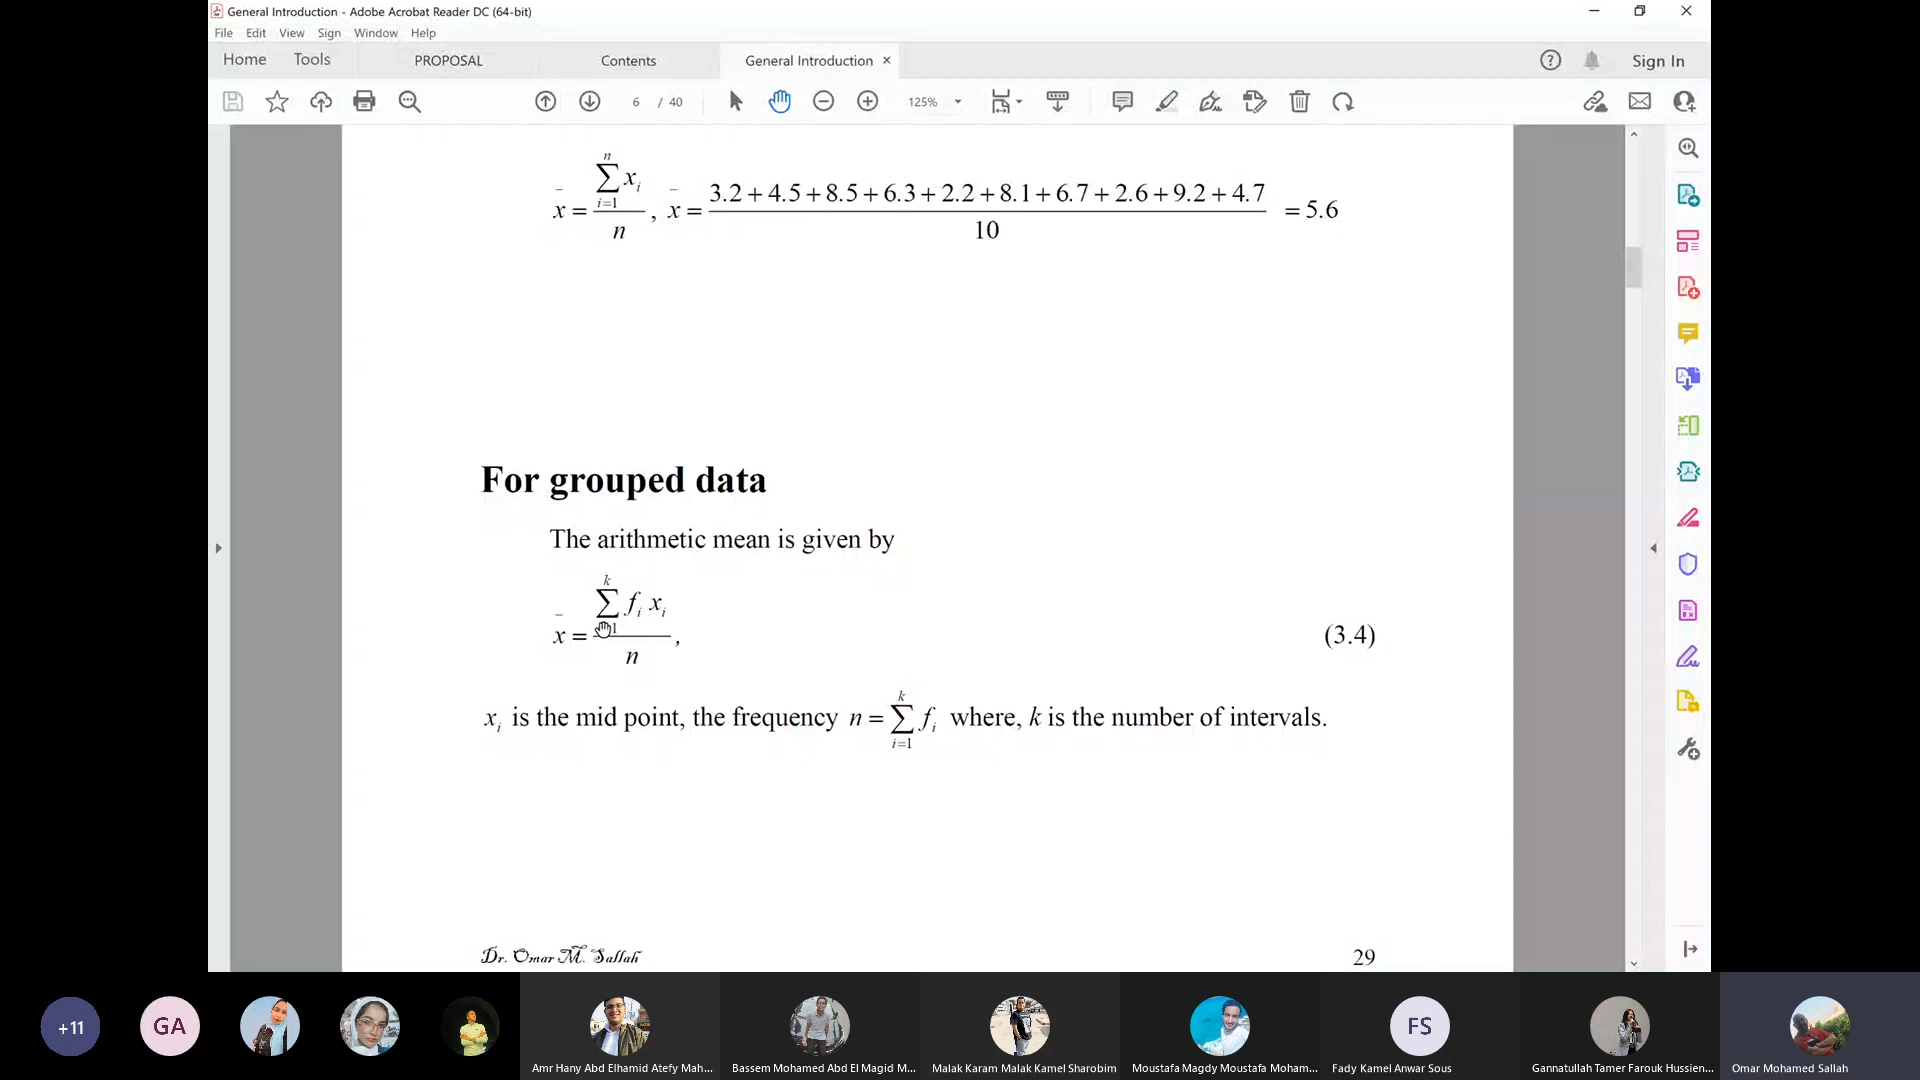 General Introduction - Adobe Acrobat Reader DC (64-bit)
File Edit View Sign Window Help
Home Tools PROPOSAL Contents General Introduction × Sign In
6 / 40 125%
x̄ = \frac{\sum_{i=1}^{n} x_i}{n} , x̄ = \frac{3.2 + 4.5 + 8.5 + 6.3 + 2.2 + 8.1 + 6.7 + 2.6 + 9.2 + 4.7}{10} = 5.6
For grouped data
The arithmetic mean is given by
x̄ = \frac{\sum_{1}^{k} f_i x_i}{n} , (3.4)
x_i is the mid point, the frequency n = \sum_{i=1}^{k} f_i where, k is the number of intervals.
Dr. Omar M. Sallah 29
+11 GA FS
Amr Hany Abd Elhamid Atefy Mah... Bassem Mohamed Abd El Magid M... Malak Karam Malak Kamel Sharobim Moustafa Magdy Moustafa Moham... Fady Kamel Anwar Sous Gannatullah Tamer Farouk Hussien... Omar Mohamed Sallah